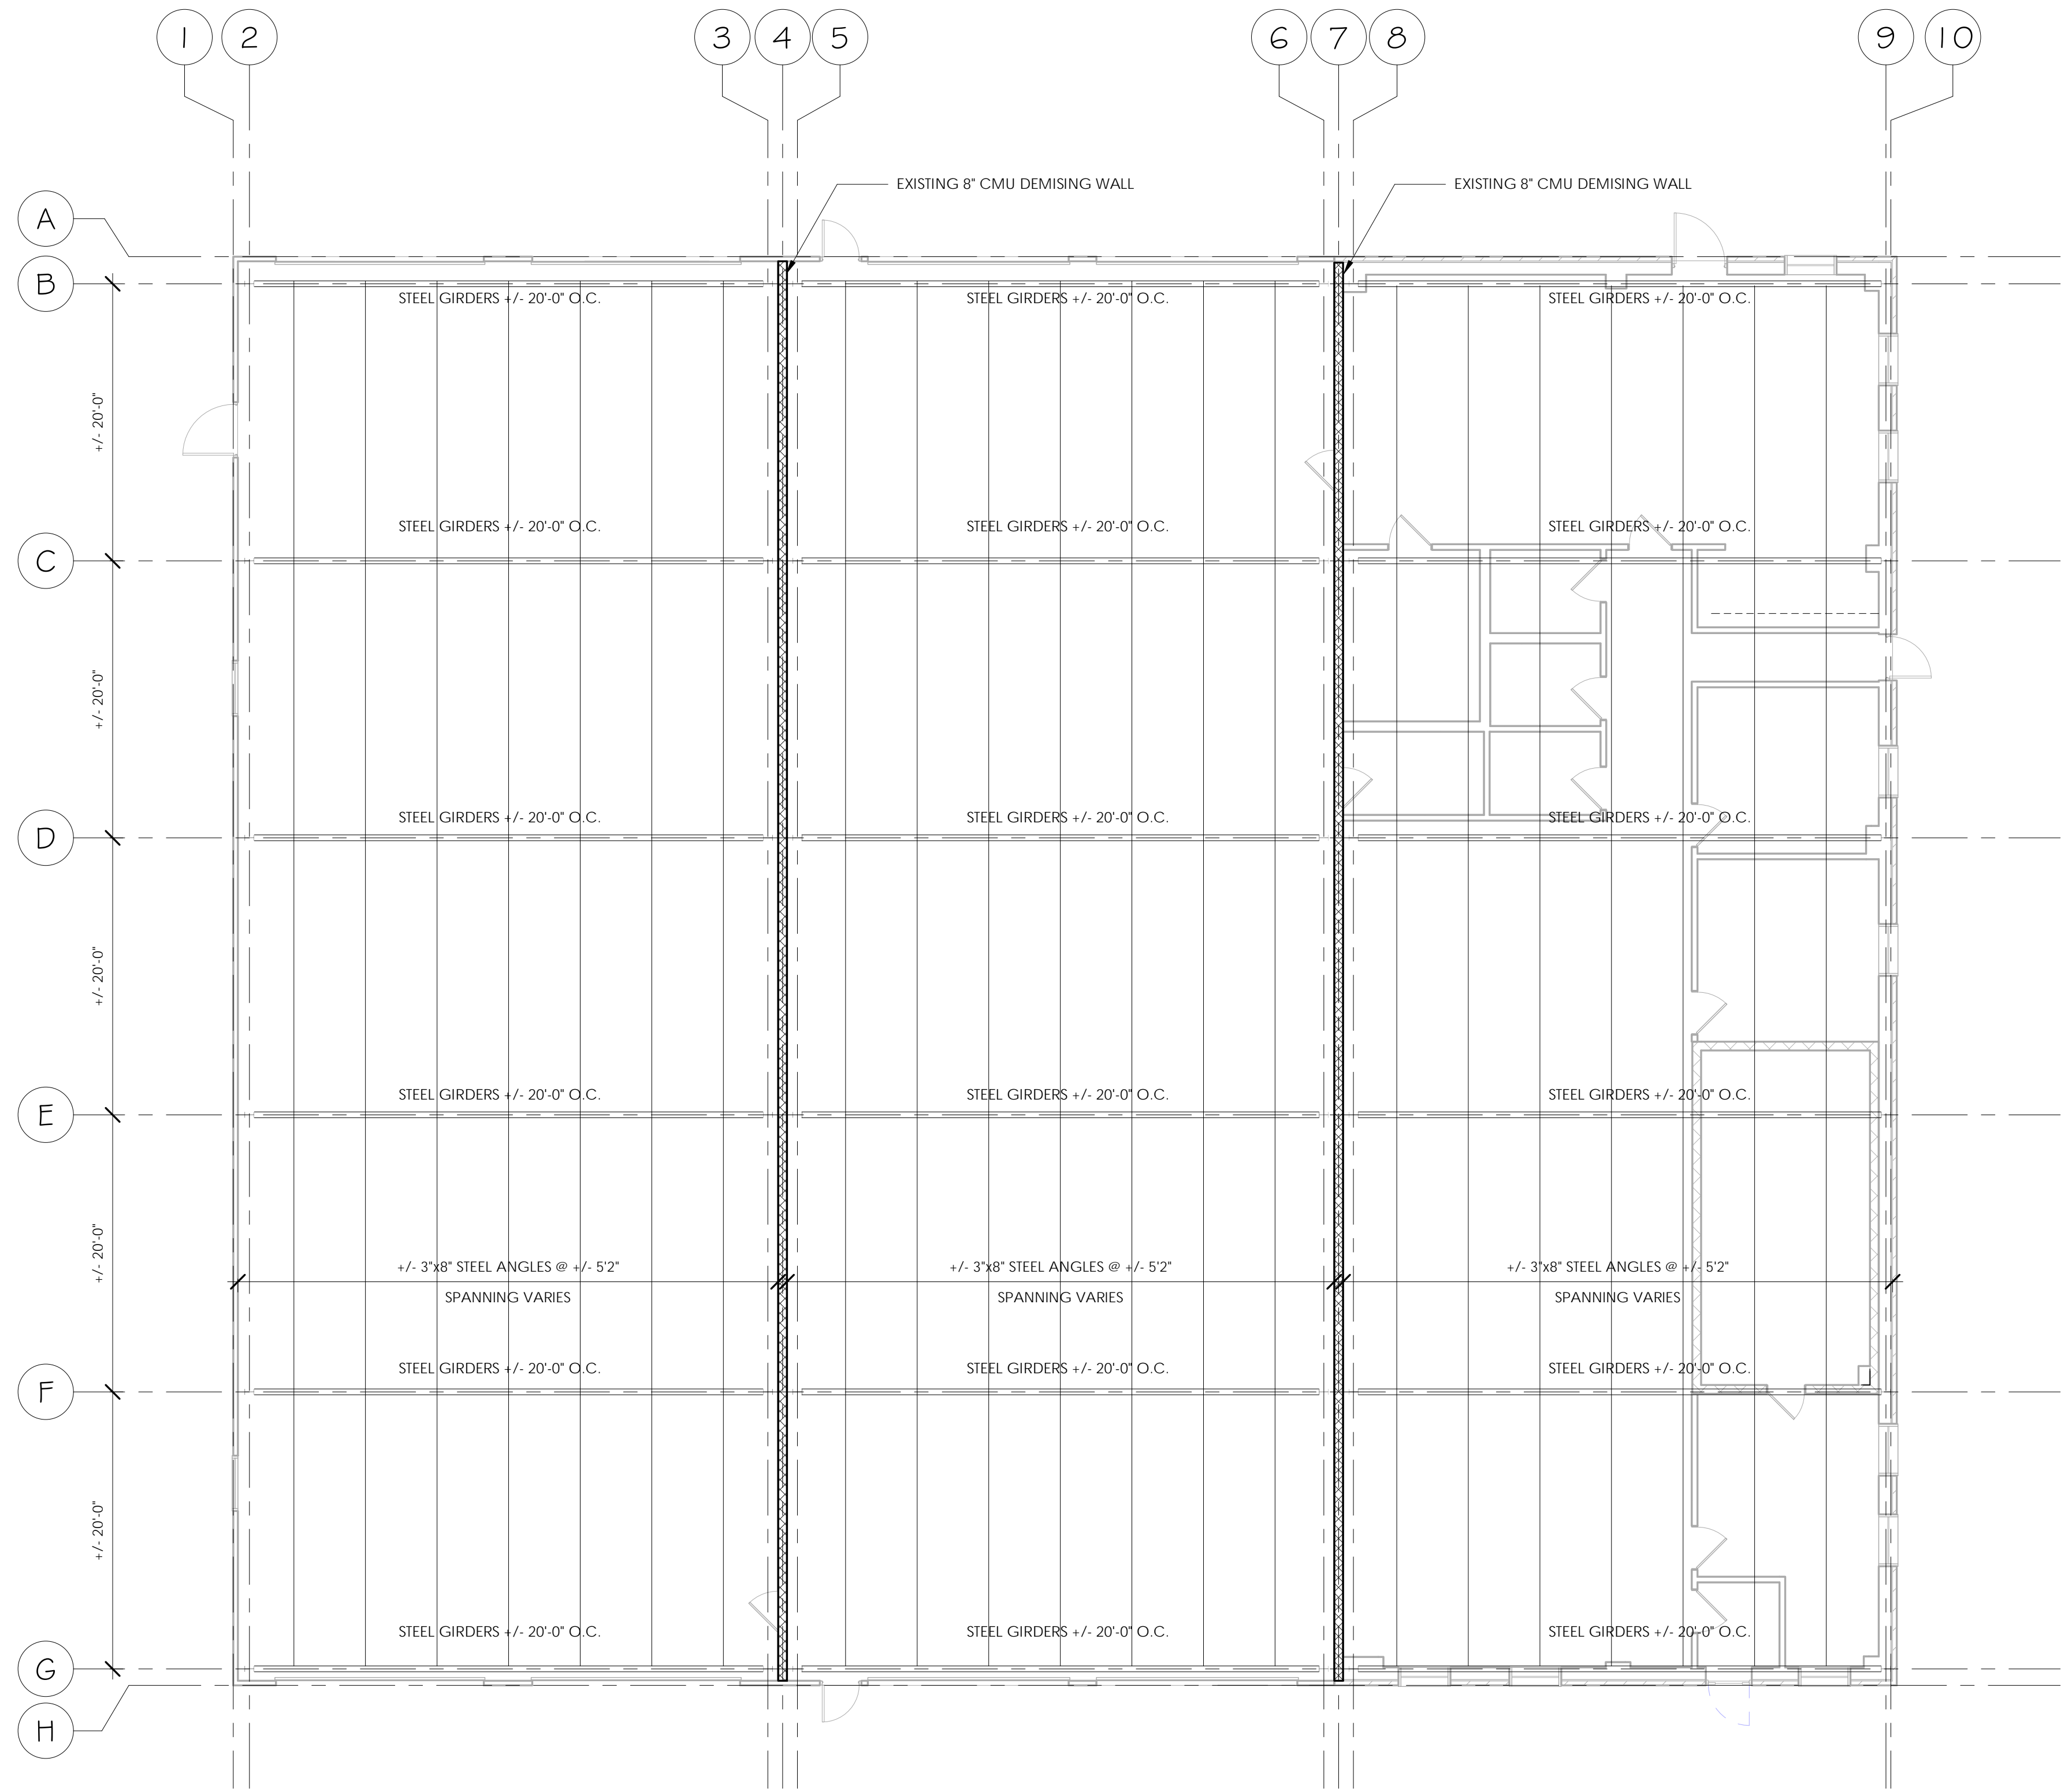 1 2 3 4 5 6 7 8 9 10
EXISTING 8" CMU DEMISING WALL
EXISTING 8" CMU DEMISING WALL
A
B
STEEL GIRDERS +/- 20'-0" O.C.
STEEL GIRDERS +/- 20'-0" O.C.
STEEL GIRDERS +/- 20'-0" O.C.
+/- 20'-0"
STEEL GIRDERS +/- 20'-0" O.C.
STEEL GIRDERS +/- 20'-0" O.C.
STEEL GIRDERS +/- 20'-0" O.C.
C
+/- 20'-0"
STEEL GIRDERS +/- 20'-0" O.C.
STEEL GIRDERS +/- 20'-0" O.C.
STEEL GIRDERS +/- 20'-0" O.C.
D
+/- 20'-0"
STEEL GIRDERS +/- 20'-0" O.C.
STEEL GIRDERS +/- 20'-0" O.C.
STEEL GIRDERS +/- 20'-0" O.C.
E
+/- 20'-0"
+/- 3"x8" STEEL ANGLES @ +/- 5'2"
SPANNING VARIES
+/- 3"x8" STEEL ANGLES @ +/- 5'2"
SPANNING VARIES
+/- 3"x8" STEEL ANGLES @ +/- 5'2"
SPANNING VARIES
STEEL GIRDERS +/- 20'-0" O.C.
STEEL GIRDERS +/- 20'-0" O.C.
STEEL GIRDERS +/- 20'-0" O.C.
F
+/- 20'-0"
STEEL GIRDERS +/- 20'-0" O.C.
STEEL GIRDERS +/- 20'-0" O.C.
STEEL GIRDERS +/- 20'-0" O.C.
G
H